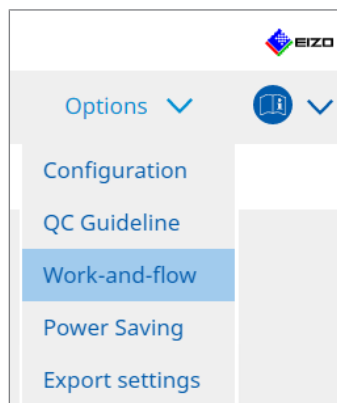 EIZO
Options
Configuration
QC Guideline
Work-and-flow
Power Saving
Export settings